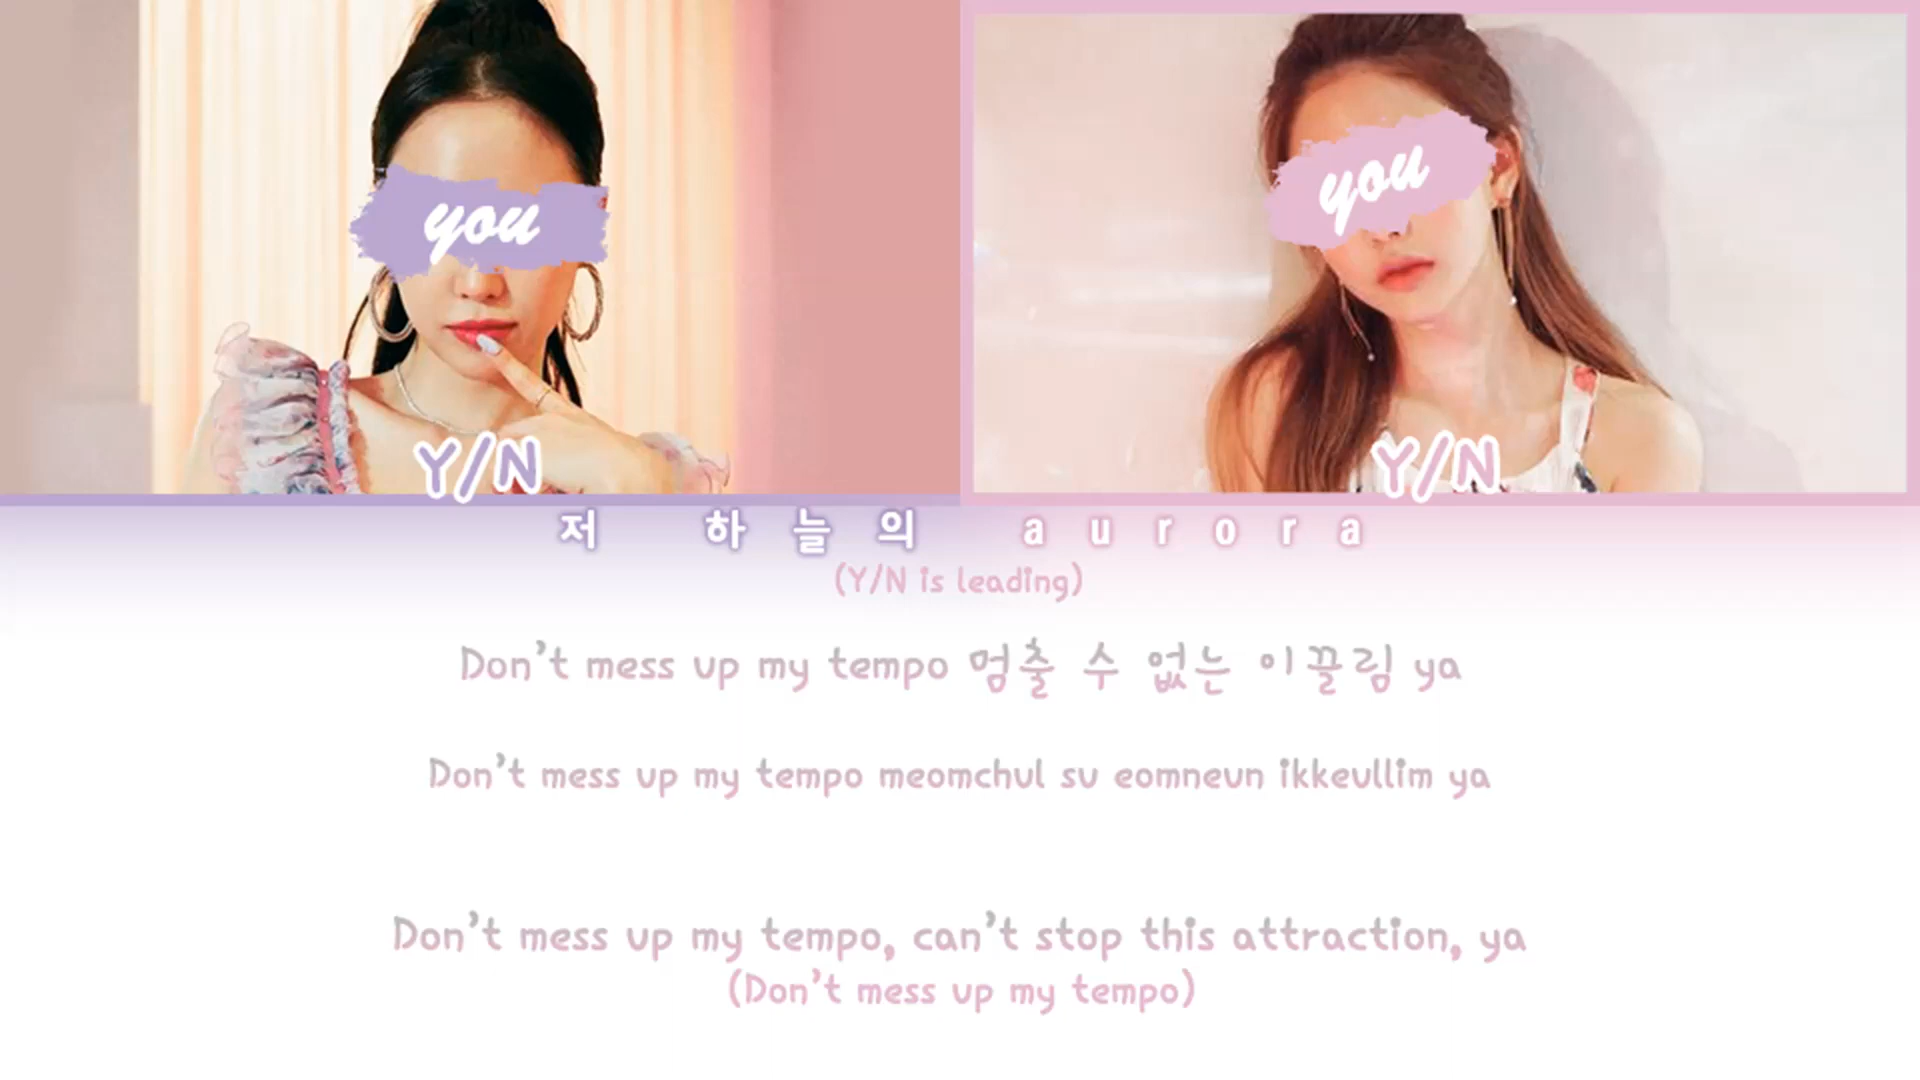 you
you
Y/N
Y/N
저 하늘의 aurora
(Y/N is leading)
Don't mess up my tempo 멈출 수 없는 이끌림 ya
Don't mess up my tempo meomchul su eomneun ikkeullim ya
Don't mess up my tempo, can't stop this attraction, ya
(Don't mess up my tempo)